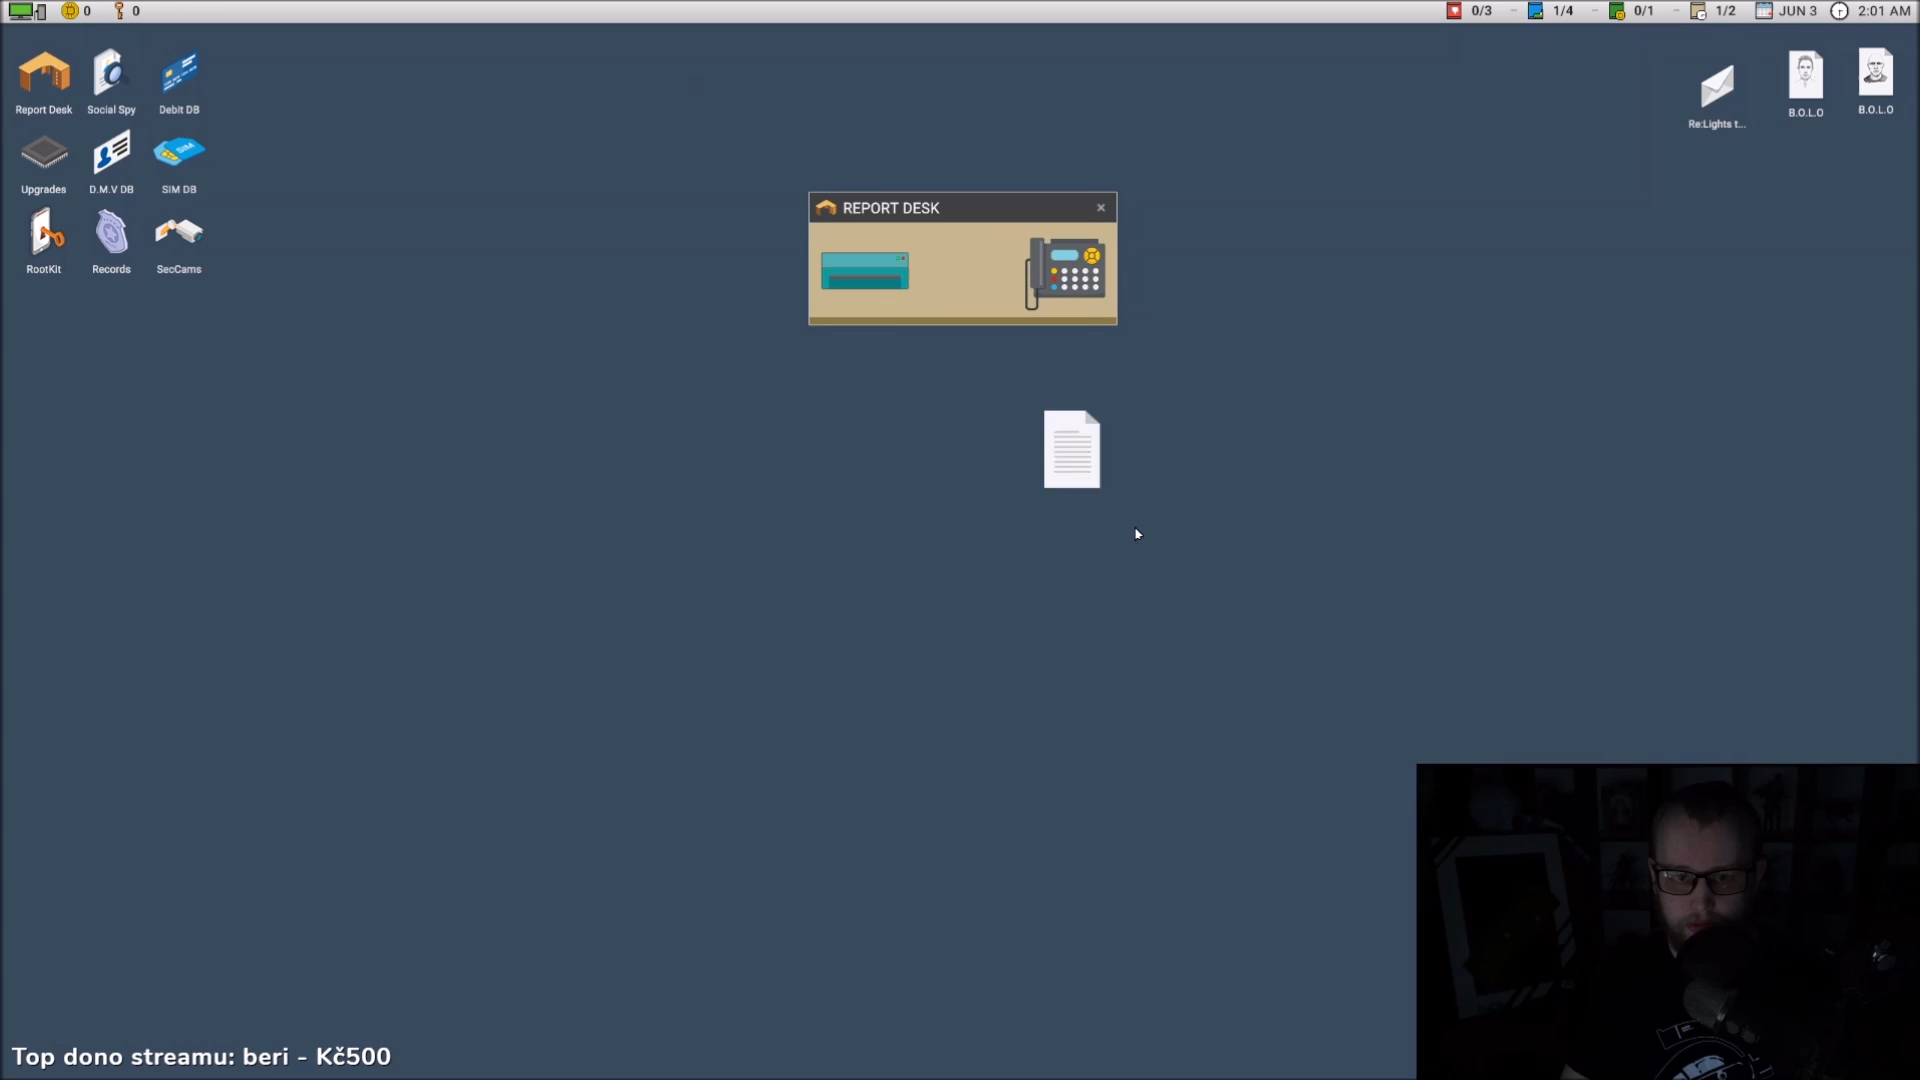 0
0
0/3
1/4
0/1
1/2
JUN 3
2:01 AM
Report Desk
Social Spy
Debit DB
Upgrades
D.M.V DB
SIM DB
SIM
RootKit
Records
SecCams
Re:Lights t...
B.O.L.O
B.O.L.O
REPORT DESK
Top dono streamu: beri - Kč500